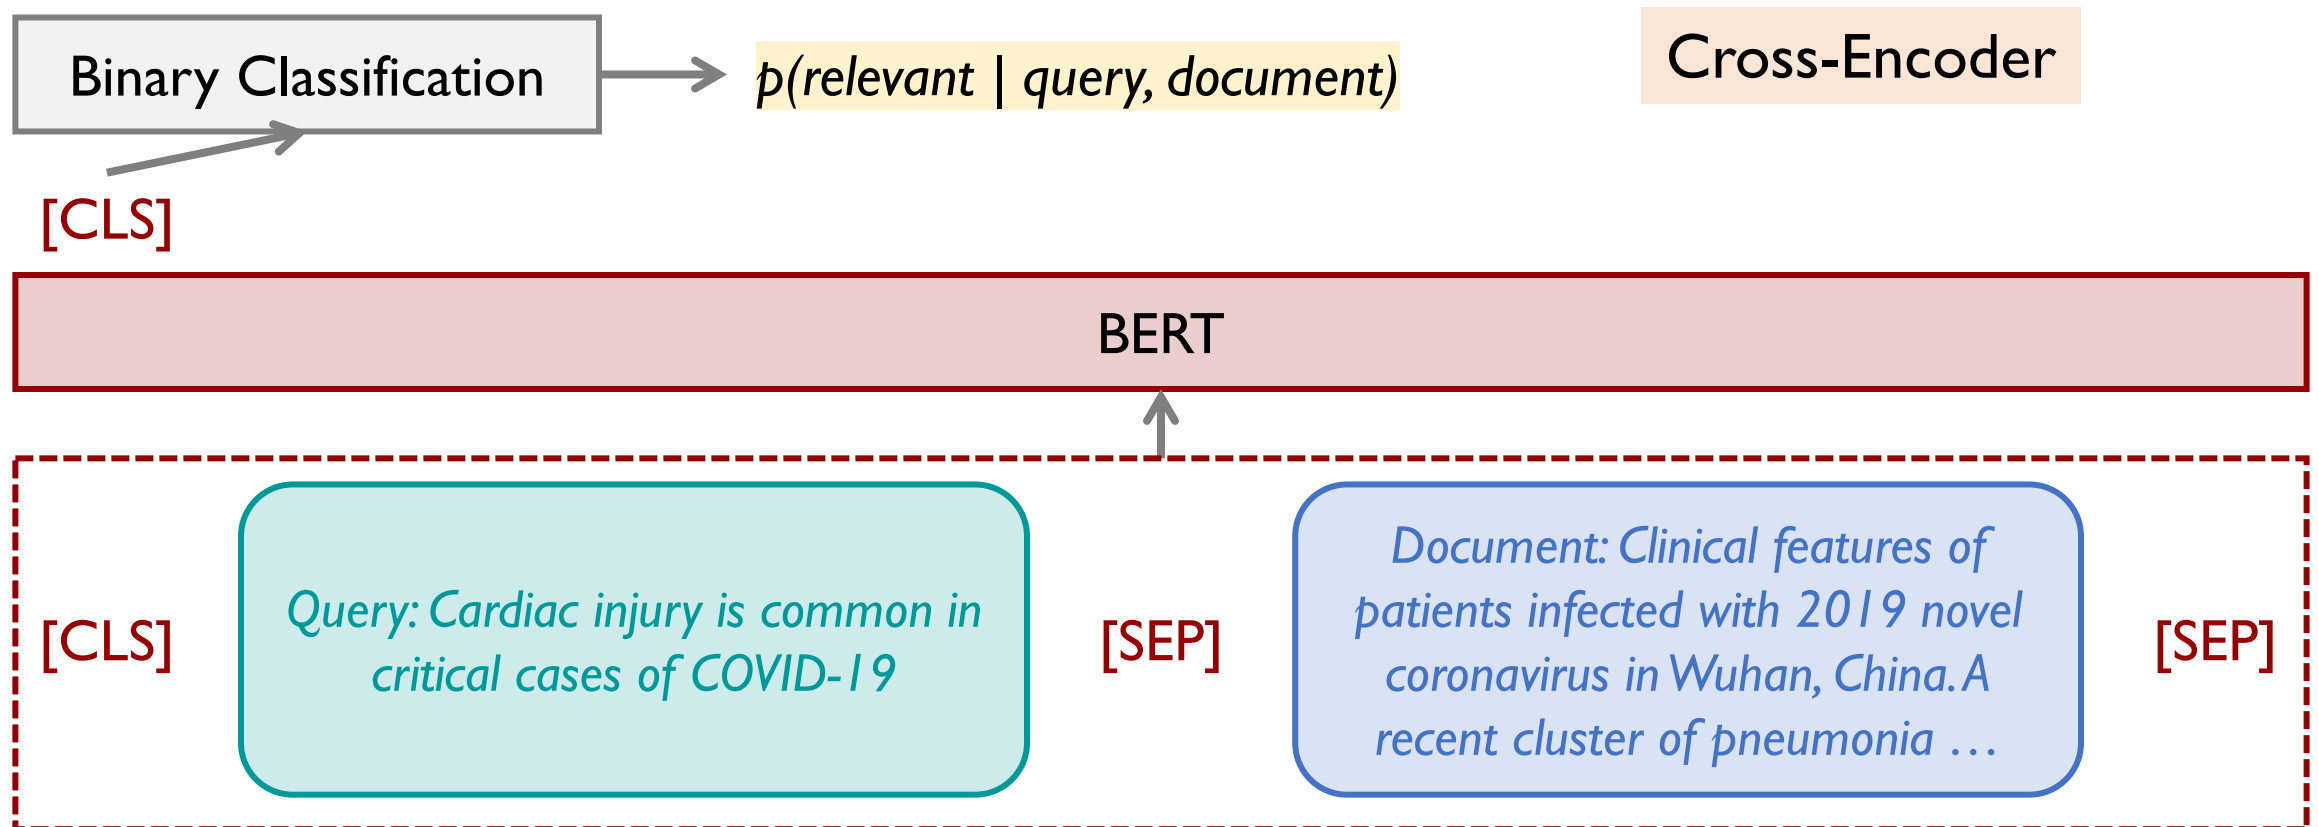 Binary Classification
p(relevant | query, document)
Cross-Encoder
[CLS]
BERT
[CLS]
Query: Cardiac injury is common in
critical cases of COVID-19
[SEP]
Document: Clinical features of
patients infected with 2019 novel
coronavirus in Wuhan, China. A
recent cluster of pneumonia …
[SEP]